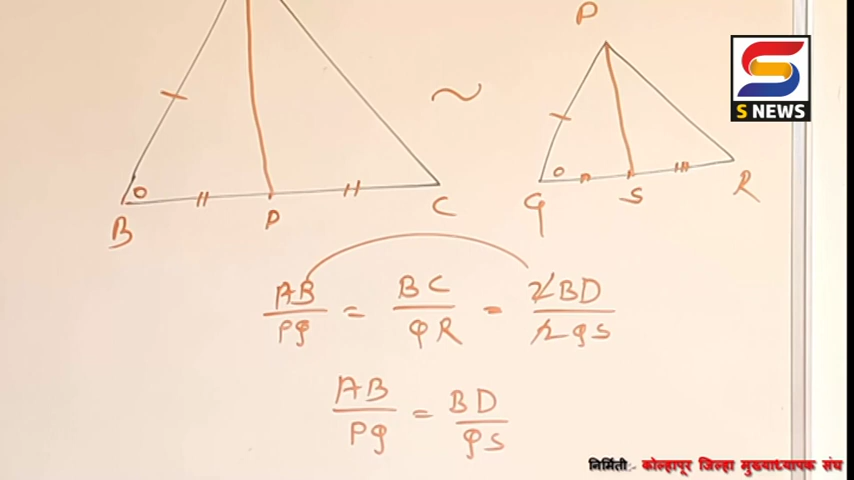 P
S NEWS
~
B
P
C
Q
S
R
AB/PQ = BC/QR = 2BD/2QS
AB/PQ = BD/QS
निर्मिती :- कोल्हापूर जिल्हा मुख्याध्यापक संघ